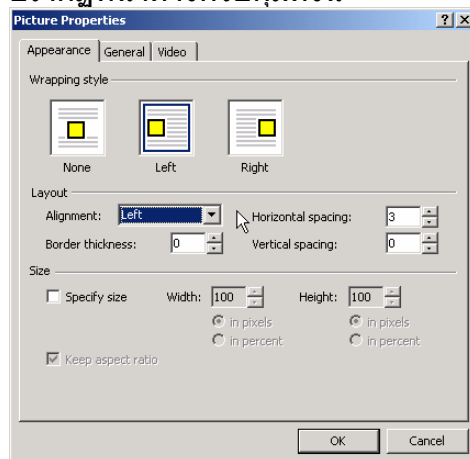 Picture Properties
Appearance General Video
Wrapping style
None Left Right
Layout
Alignment: Left Horizontal spacing: 3
Border thickness: 0 Vertical spacing: 0
Size
Specify size Width: 100 Height: 100
in pixels in pixels
in percent in percent
Keep aspect ratio
OK Cancel